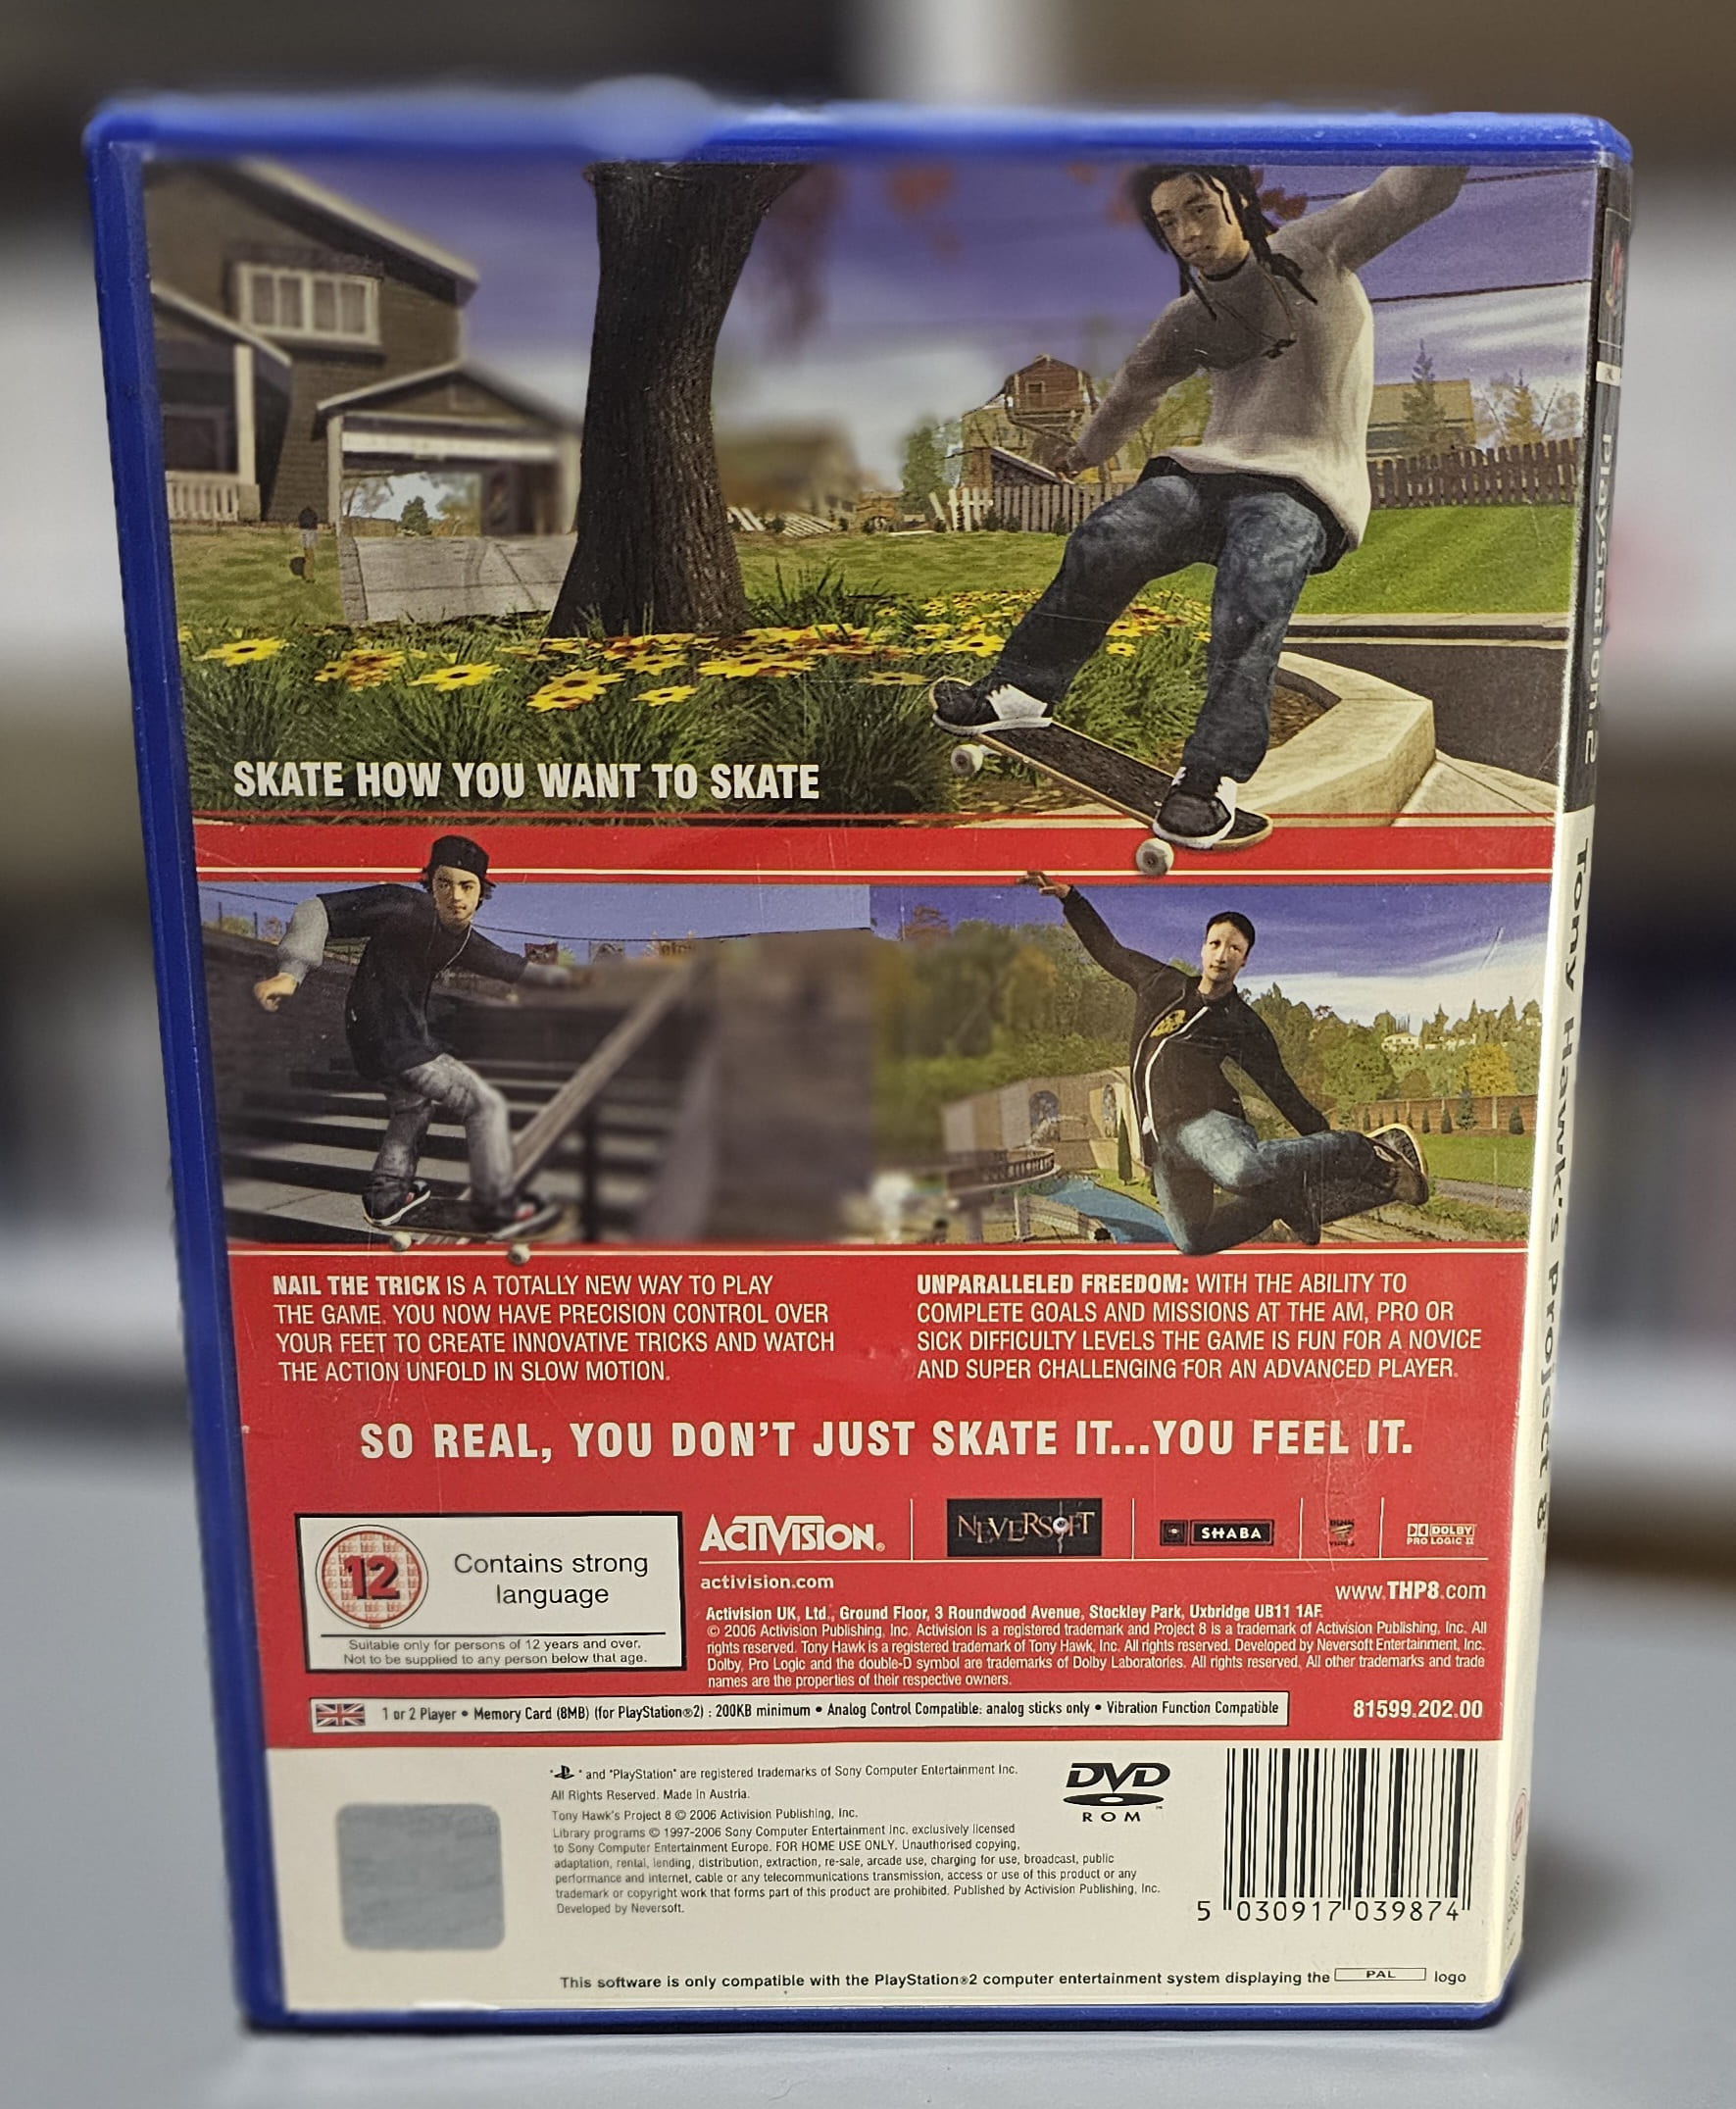 SKATE HOW YOU WANT TO SKATE
NAIL THE TRICK IS A TOTALLY NEW WAY TO PLAY
THE GAME. YOU NOW HAVE PRECISION CONTROL OVER
YOUR FEET TO CREATE INNOVATIVE TRICKS AND WATCH
THE ACTION UNFOLD IN SLOW MOTION.
UNPARALLELED FREEDOM: WITH THE ABILITY TO
COMPLETE GOALS AND MISSIONS AT THE AM, PRO OR
SICK DIFFICULTY LEVELS THE GAME IS FUN FOR A NOVICE
AND SUPER CHALLENGING FOR AN ADVANCED PLAYER.
SO REAL, YOU DON'T JUST SKATE IT...YOU FEEL IT.
12
Contains strong
language
Suitable only for persons of 12 years and over.
Not to be supplied to any person below that age.
ACTIVISION®
NEVERSOFT
SHABA
BINK
VIDEO
DOLBY
PRO LOGIC II
activision.com
www.THP8.com
Activision UK, Ltd., Ground Floor, 3 Roundwood Avenue, Stockley Park, Uxbridge UB11 1AF.
© 2006 Activision Publishing, Inc. Activision is a registered trademark and Project 8 is a trademark of Activision Publishing, Inc. All
rights reserved. Tony Hawk is a registered trademark of Tony Hawk, Inc. All rights reserved. Developed by Neversoft Entertainment, Inc.
Dolby, Pro Logic and the double-D symbol are trademarks of Dolby Laboratories. All rights reserved. All other trademarks and trade
names are the properties of their respective owners.
1 or 2 Player • Memory Card (8MB) (for PlayStation®2) : 200KB minimum • Analog Control Compatible: analog sticks only • Vibration Function Compatible
81599.202.00
" " and "PlayStation" are registered trademarks of Sony Computer Entertainment Inc.
All Rights Reserved. Made in Austria.
Tony Hawk's Project 8 © 2006 Activision Publishing, Inc.
Library programs © 1997-2006 Sony Computer Entertainment Inc. exclusively licensed
to Sony Computer Entertainment Europe. FOR HOME USE ONLY. Unauthorised copying,
adaptation, rental, lending, distribution, extraction, re-sale, arcade use, charging for use, broadcast, public
performance and internet, cable or any telecommunications transmission, access or use of this product or any
trademark or copyright work that forms part of this product are prohibited. Published by Activision Publishing, Inc.
Developed by Neversoft.
DVD
ROM
5 030917 039874
This software is only compatible with the PlayStation®2 computer entertainment system displaying the PAL logo
PlayStation.2
Tony Hawk's Project 8